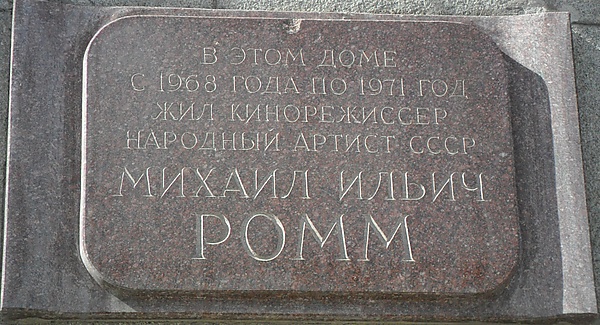 В ЭТОМ ДОМЕ
С 1968 ГОДА ПО 1971 ГОД
ЖИЛ КИНОРЕЖИССЕР
НАРОДНЫЙ АРТИСТ СССР
МИХАИЛ ИЛЬИЧ
РОММ